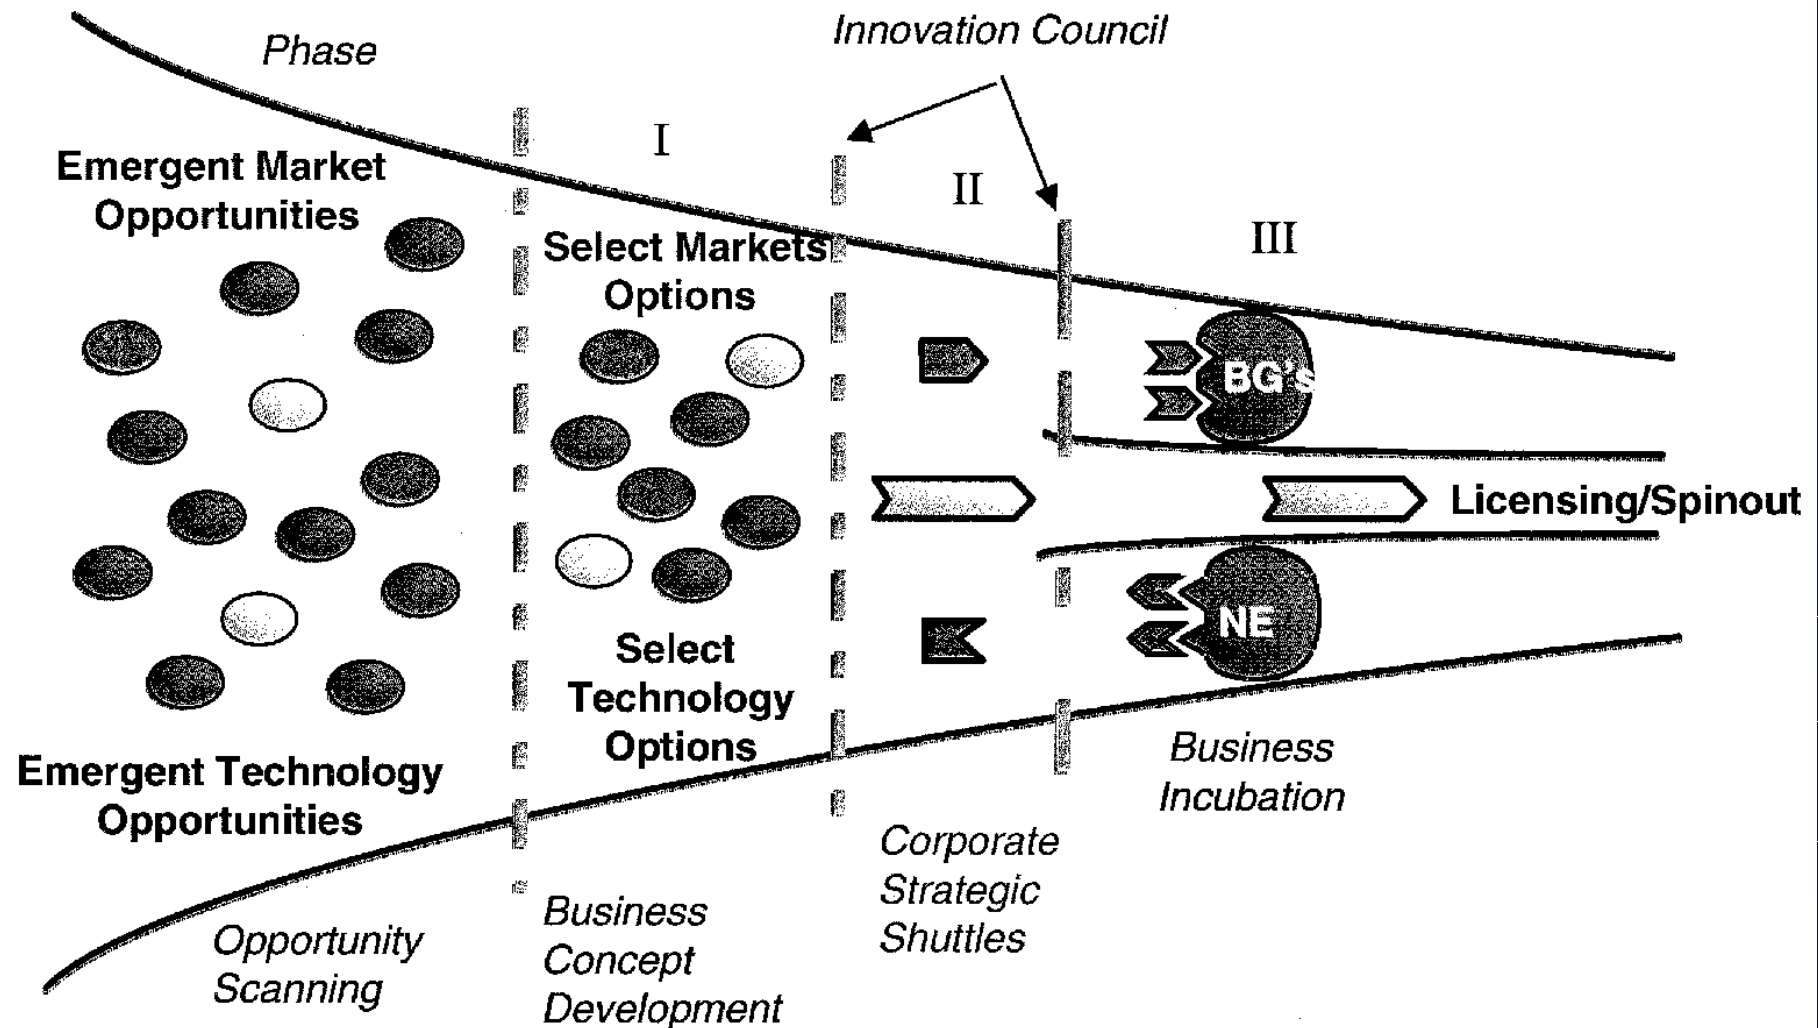 Phase
Innovation Council
I
II
III
Emergent Market
Opportunities
Select Markets
Options
BG's
Licensing/Spinout
NE
Select
Technology
Options
Emergent Technology
Opportunities
Business
Incubation
Corporate
Strategic
Shuttles
Business
Concept
Development
Opportunity
Scanning